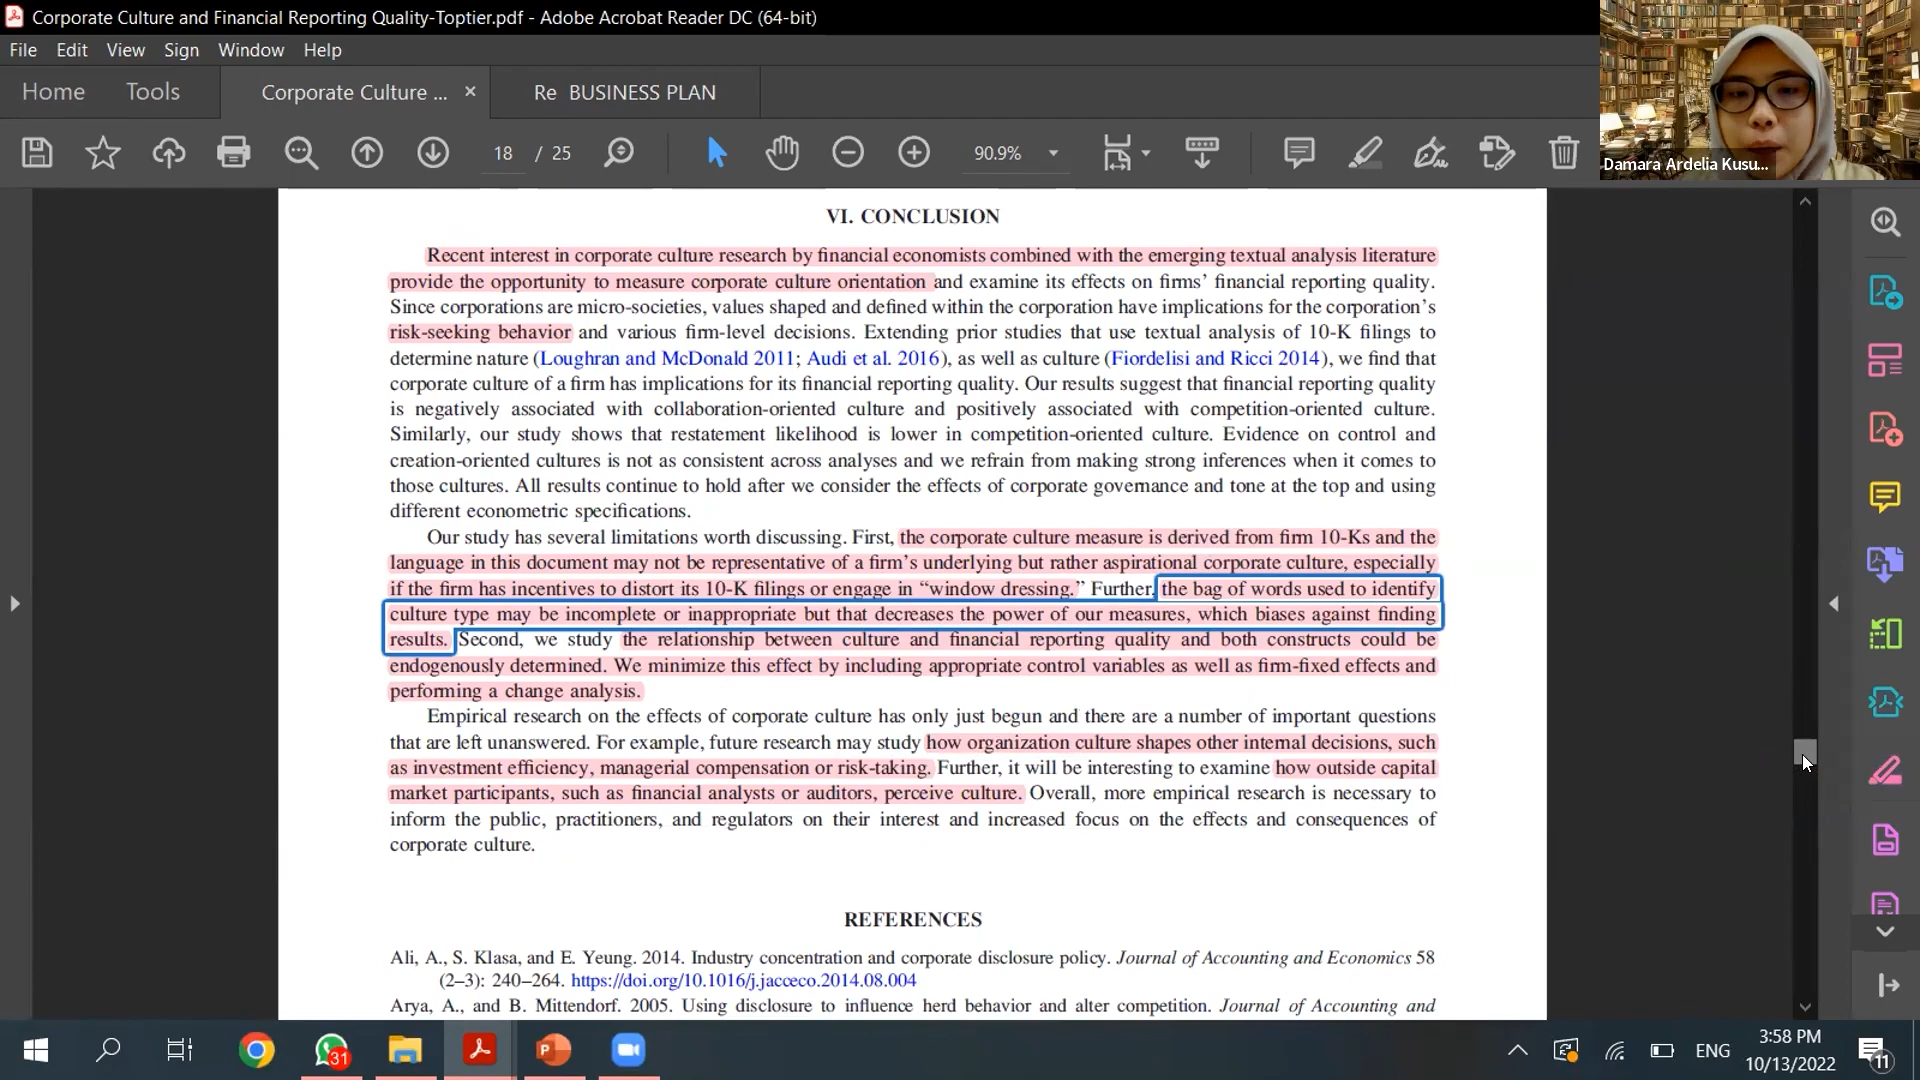 Corporate Culture and Financial Reporting Quality-Toptier.pdf - Adobe Acrobat Reader DC (64-bit)
File Edit View Sign Window Help
Home Tools Corporate Culture ... × Re BUSINESS PLAN
18 / 25 90.9%
Damara Ardelia Kusu...
VI. CONCLUSION
Recent interest in corporate culture research by financial economists combined with the emerging textual analysis literature
provide the opportunity to measure corporate culture orientation and examine its effects on firms’ financial reporting quality.
Since corporations are micro-societies, values shaped and defined within the corporation have implications for the corporation’s
risk-seeking behavior and various firm-level decisions. Extending prior studies that use textual analysis of 10-K filings to
determine nature (Loughran and McDonald 2011; Audi et al. 2016), as well as culture (Fiordelisi and Ricci 2014), we find that
corporate culture of a firm has implications for its financial reporting quality. Our results suggest that financial reporting quality
is negatively associated with collaboration-oriented culture and positively associated with competition-oriented culture.
Similarly, our study shows that restatement likelihood is lower in competition-oriented culture. Evidence on control and
creation-oriented cultures is not as consistent across analyses and we refrain from making strong inferences when it comes to
those cultures. All results continue to hold after we consider the effects of corporate governance and tone at the top and using
different econometric specifications.
Our study has several limitations worth discussing. First, the corporate culture measure is derived from firm 10-Ks and the
language in this document may not be representative of a firm’s underlying but rather aspirational corporate culture, especially
if the firm has incentives to distort its 10-K filings or engage in “window dressing.” Further, the bag of words used to identify
culture type may be incomplete or inappropriate but that decreases the power of our measures, which biases against finding
results. Second, we study the relationship between culture and financial reporting quality and both constructs could be
endogenously determined. We minimize this effect by including appropriate control variables as well as firm-fixed effects and
performing a change analysis.
Empirical research on the effects of corporate culture has only just begun and there are a number of important questions
that are left unanswered. For example, future research may study how organization culture shapes other internal decisions, such
as investment efficiency, managerial compensation or risk-taking. Further, it will be interesting to examine how outside capital
market participants, such as financial analysts or auditors, perceive culture. Overall, more empirical research is necessary to
inform the public, practitioners, and regulators on their interest and increased focus on the effects and consequences of
corporate culture.
REFERENCES
Ali, A., S. Klasa, and E. Yeung. 2014. Industry concentration and corporate disclosure policy. Journal of Accounting and Economics 58
(2–3): 240–264. https://doi.org/10.1016/j.jacceco.2014.08.004
Arya, A., and B. Mittendorf. 2005. Using disclosure to influence herd behavior and alter competition. Journal of Accounting and
31
ENG
3:58 PM
10/13/2022
11